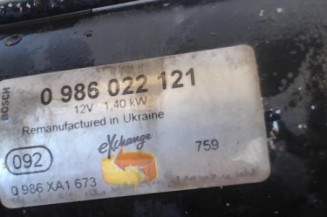 BOSCH
0 986 022 121
12V 1,40 kW
Remanufactured in Ukraine
eXchange
759
092
0 986 XA1 673